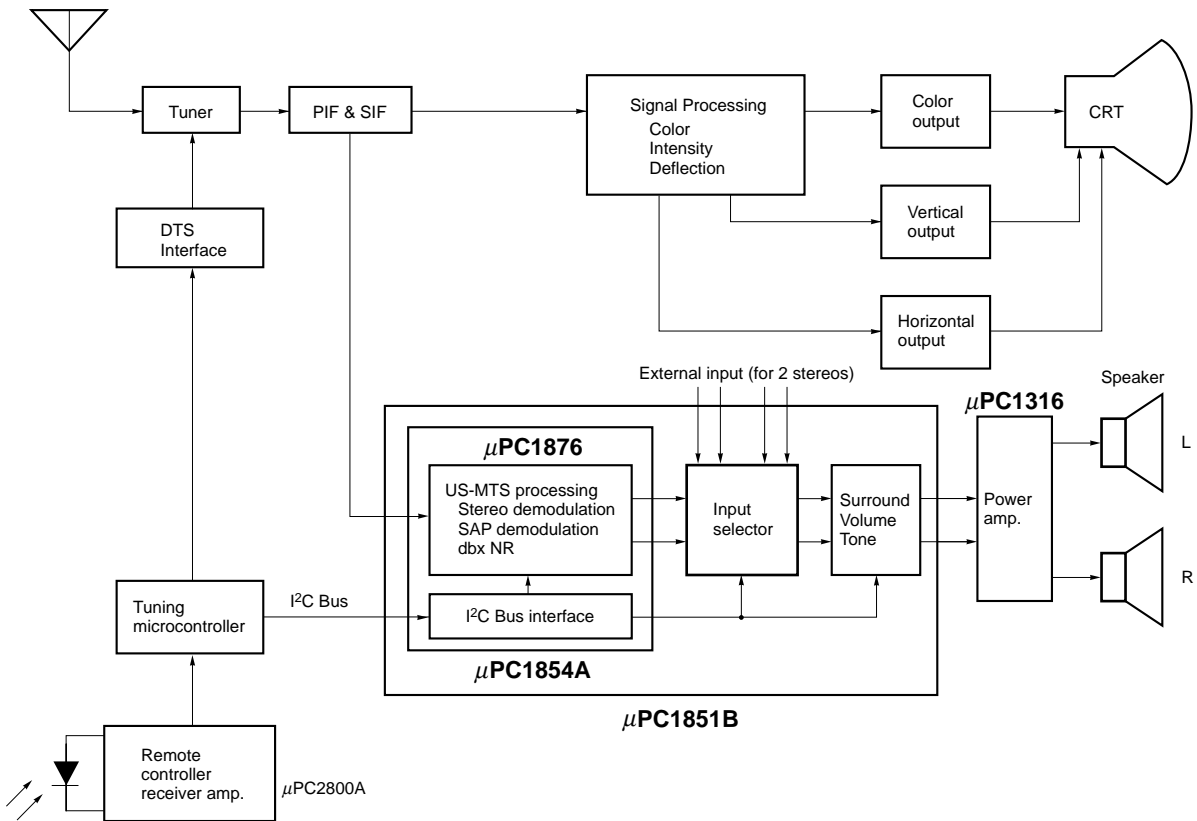 Tuner
PIF & SIF
Signal Processing
Color
Intensity
Deflection
Color
output
CRT
DTS
Interface
Vertical
output
Horizontal
output
External input (for 2 stereos)
Speaker
μPC1316
μPC1876
L
US-MTS processing
Stereo demodulation
SAP demodulation
dbx NR
Input
selector
Surround
Volume
Tone
Power
amp.
R
Tuning
microcontroller
I²C Bus
I²C Bus interface
μPC1854A
μPC1851B
Remote
controller
receiver amp.
μPC2800A